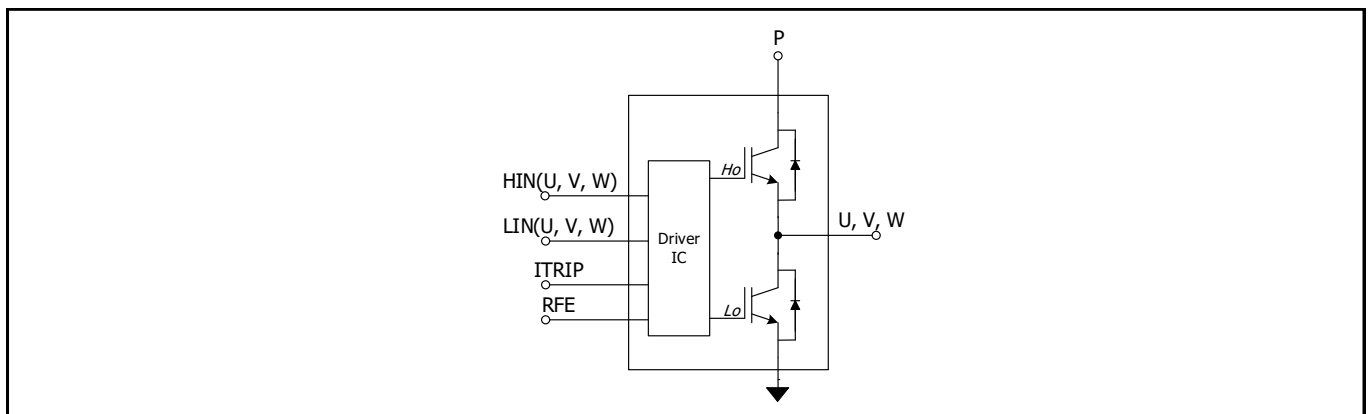 P
HIN(U, V, W)
Ho
LIN(U, V, W)
U, V, W
Driver
IC
ITRIP
RFE
Lo